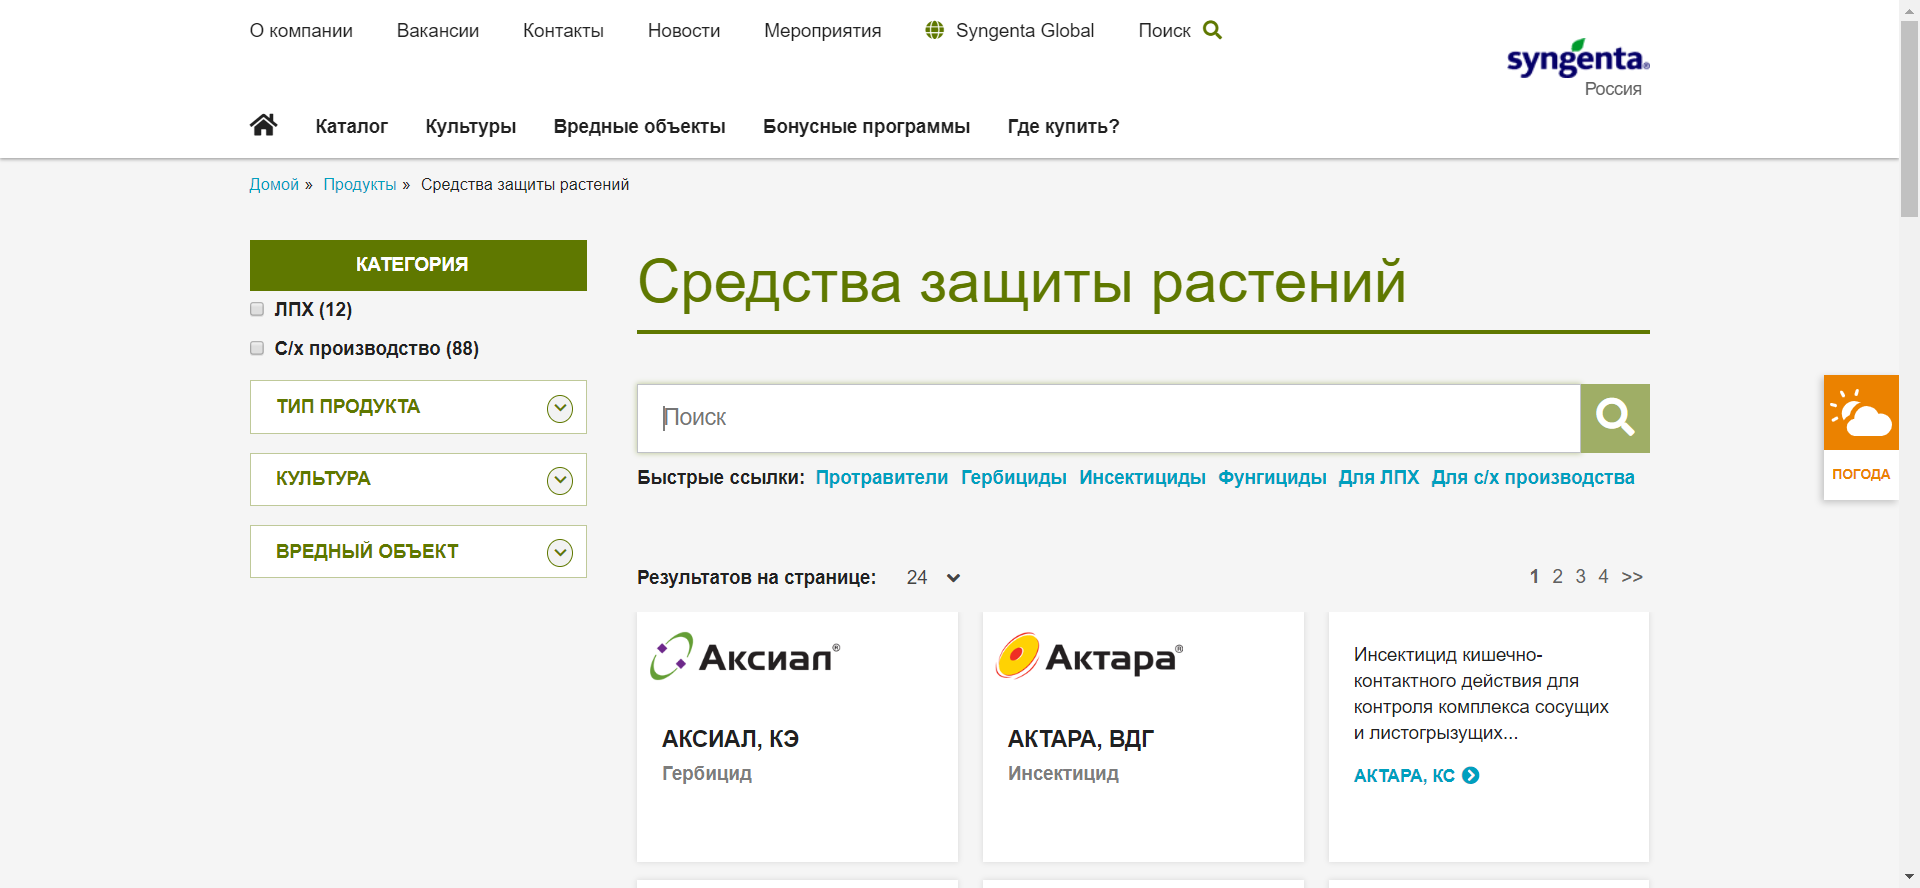 О компании
Вакансии
Контакты
Новости
Мероприятия
Syngenta Global
Поиск
syngenta®
Россия
Каталог
Культуры
Вредные объекты
Бонусные программы
Где купить?
Домой » Продукты » Средства защиты растений
КАТЕГОРИЯ
ЛПХ (12)
С/х производство (88)
ТИП ПРОДУКТА
КУЛЬТУРА
ВРЕДНЫЙ ОБЪЕКТ
Средства защиты растений
Поиск
Быстрые ссылки: Протравители Гербициды Инсектициды Фунгициды Для ЛПХ Для с/х производства
ПОГОДА
Результатов на странице: 24
1 2 3 4 >>
Аксиал®
АКСИАЛ, КЭ
Гербицид
Актара®
АКТАРА, ВДГ
Инсектицид
Инсектицид кишечно-
контактного действия для
контроля комплекса сосущих
и листогрызущих...
АКТАРА, КС